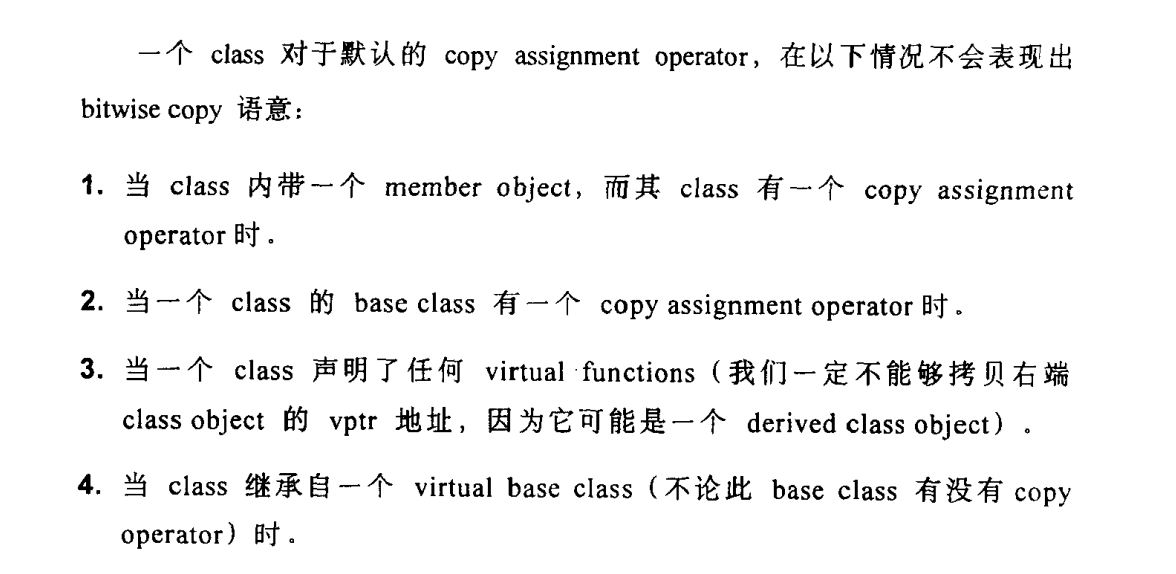 一个 class 对于默认的 copy assignment operator，在以下情况不会表现出
bitwise copy 语意：
1. 当 class 内带一个 member object，而其 class 有一个 copy assignment
operator 时。
2. 当一个 class 的 base class 有一个 copy assignment operator 时。
3. 当一个 class 声明了任何 virtual functions（我们一定不能够拷贝右端
class object 的 vptr 地址，因为它可能是一个 derived class object）。
4. 当 class 继承自一个 virtual base class（不论此 base class 有没有 copy
operator）时。